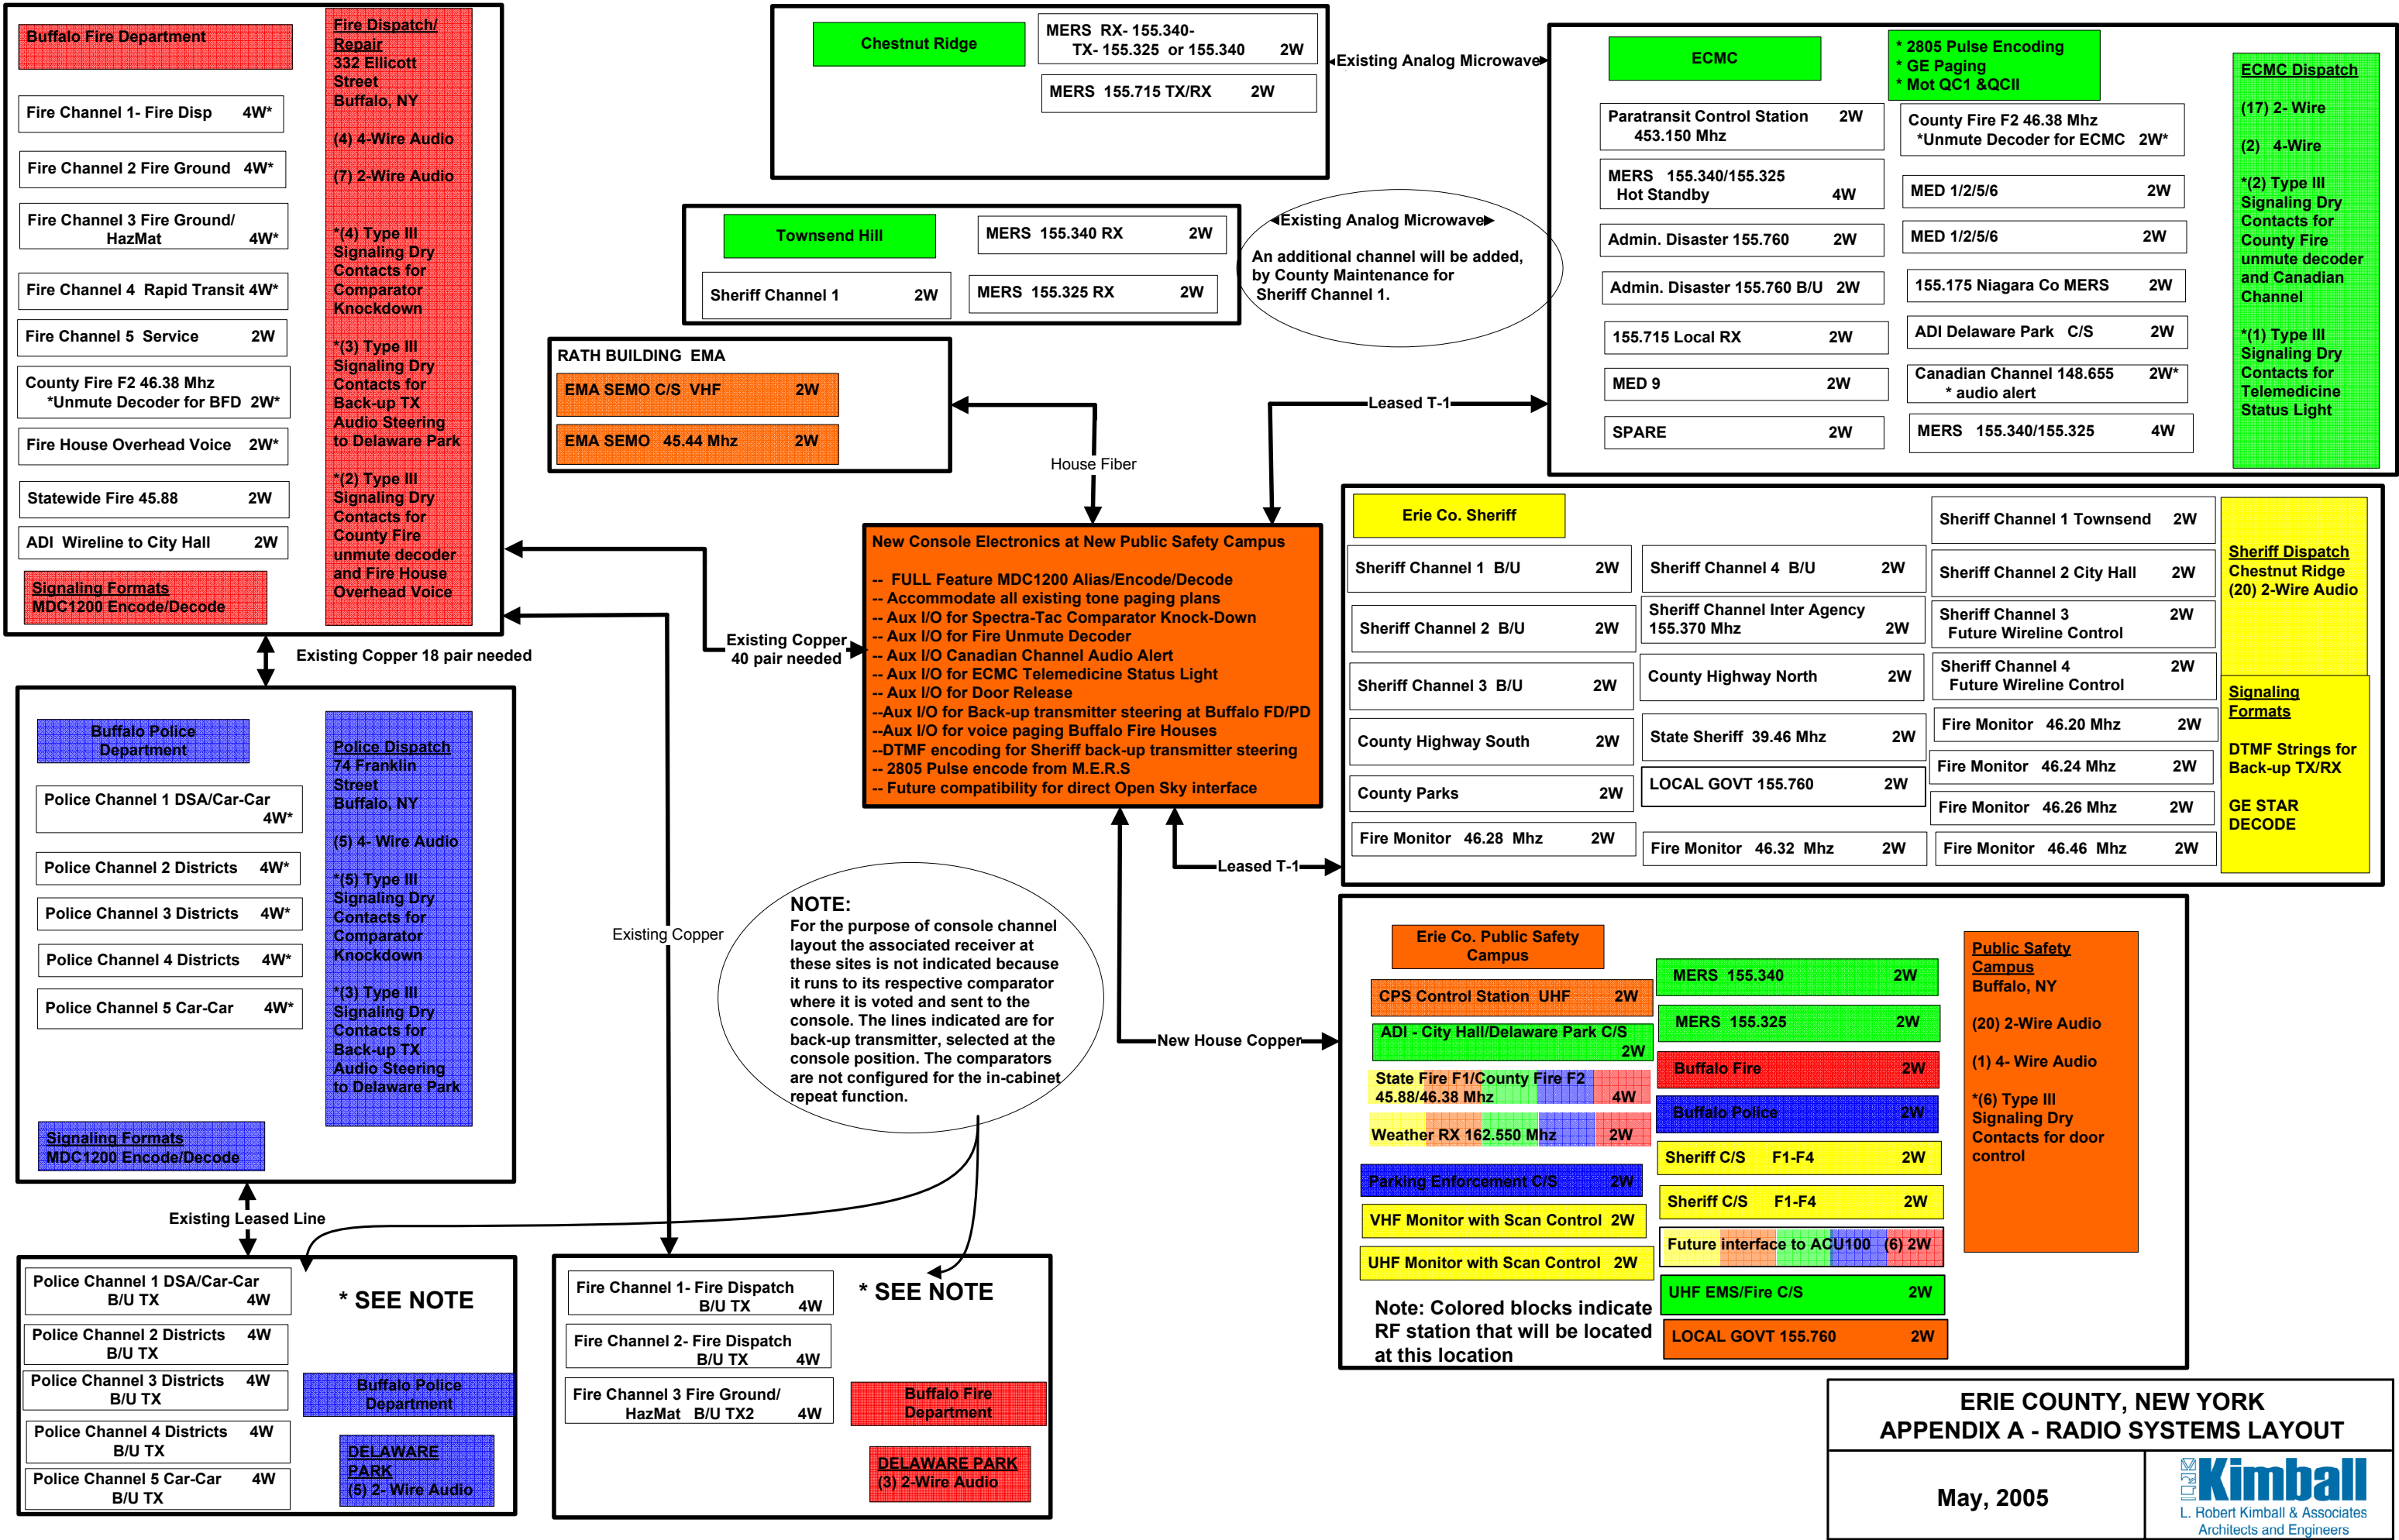 Buffalo Fire Department
Fire Channel 1- Fire Disp 4W*
Fire Channel 2 Fire Ground 4W*
Fire Channel 3 Fire Ground/
HazMat 4W*
Fire Channel 4 Rapid Transit 4W*
Fire Channel 5 Service 2W
County Fire F2 46.38 Mhz
*Unmute Decoder for BFD 2W*
Fire House Overhead Voice 2W*
Statewide Fire 45.88 2W
ADI Wireline to City Hall 2W
Signaling Formats
MDC1200 Encode/Decode
Fire Dispatch/
Repair
332 Ellicott
Street
Buffalo, NY
(4) 4-Wire Audio
(7) 2-Wire Audio
*(4) Type III
Signaling Dry
Contacts for
Comparator
Knockdown
*(3) Type III
Signaling Dry
Contacts for
Back-up TX
Audio Steering
to Delaware Park
*(2) Type III
Signaling Dry
Contacts for
County Fire
unmute decoder
and Fire House
Overhead Voice
Existing Copper 18 pair needed
Buffalo Police
Department
Police Channel 1 DSA/Car-Car
4W*
Police Channel 2 Districts 4W*
Police Channel 3 Districts 4W*
Police Channel 4 Districts 4W*
Police Channel 5 Car-Car 4W*
Signaling Formats
MDC1200 Encode/Decode
Police Dispatch
74 Franklin
Street
Buffalo, NY
(5) 4- Wire Audio
*(5) Type III
Signaling Dry
Contacts for
Comparator
Knockdown
*(3) Type III
Signaling Dry
Contacts for
Back-up TX
Audio Steering
to Delaware Park
Existing Leased Line
Police Channel 1 DSA/Car-Car
B/U TX 4W
Police Channel 2 Districts 4W
B/U TX
Police Channel 3 Districts 4W
B/U TX
Police Channel 4 Districts 4W
B/U TX
Police Channel 5 Car-Car 4W
B/U TX
* SEE NOTE
Buffalo Police
Department
DELAWARE
PARK
(5) 2- Wire Audio
Chestnut Ridge
MERS RX- 155.340-
TX- 155.325 or 155.340 2W
MERS 155.715 TX/RX 2W
Existing Analog Microwave
Townsend Hill
Sheriff Channel 1 2W
MERS 155.340 RX 2W
MERS 155.325 RX 2W
Existing Analog Microwave
An additional channel will be added,
by County Maintenance for
Sheriff Channel 1.
RATH BUILDING EMA
EMA SEMO C/S VHF 2W
EMA SEMO 45.44 Mhz 2W
House Fiber
Leased T-1
Existing Copper
40 pair needed
New Console Electronics at New Public Safety Campus
-- FULL Feature MDC1200 Alias/Encode/Decode
-- Accommodate all existing tone paging plans
-- Aux I/O for Spectra-Tac Comparator Knock-Down
-- Aux I/O for Fire Unmute Decoder
-- Aux I/O Canadian Channel Audio Alert
-- Aux I/O for ECMC Telemedicine Status Light
-- Aux I/O for Door Release
--Aux I/O for Back-up transmitter steering at Buffalo FD/PD
--Aux I/O for voice paging Buffalo Fire Houses
--DTMF encoding for Sheriff back-up transmitter steering
-- 2805 Pulse encode from M.E.R.S
-- Future compatibility for direct Open Sky interface
Existing Copper
NOTE:
For the purpose of console channel
layout the associated receiver at
these sites is not indicated because
it runs to its respective comparator
where it is voted and sent to the
console. The lines indicated are for
back-up transmitter, selected at the
console position. The comparators
are not configured for the in-cabinet
repeat function.
Fire Channel 1- Fire Dispatch
B/U TX 4W
Fire Channel 2- Fire Dispatch
B/U TX 4W
Fire Channel 3 Fire Ground/
HazMat B/U TX2 4W
* SEE NOTE
Buffalo Fire
Department
DELAWARE PARK
(3) 2-Wire Audio
ECMC
* 2805 Pulse Encoding
* GE Paging
* Mot QC1 &QCII
Paratransit Control Station 2W
453.150 Mhz
MERS 155.340/155.325
Hot Standby 4W
Admin. Disaster 155.760 2W
Admin. Disaster 155.760 B/U 2W
155.715 Local RX 2W
MED 9 2W
SPARE 2W
County Fire F2 46.38 Mhz
*Unmute Decoder for ECMC 2W*
MED 1/2/5/6 2W
MED 1/2/5/6 2W
155.175 Niagara Co MERS 2W
ADI Delaware Park C/S 2W
Canadian Channel 148.655 2W*
* audio alert
MERS 155.340/155.325 4W
ECMC Dispatch
(17) 2- Wire
(2) 4-Wire
*(2) Type III
Signaling Dry
Contacts for
County Fire
unmute decoder
and Canadian
Channel
*(1) Type III
Signaling Dry
Contacts for
Telemedicine
Status Light
Erie Co. Sheriff
Sheriff Channel 1 B/U 2W
Sheriff Channel 2 B/U 2W
Sheriff Channel 3 B/U 2W
County Highway South 2W
County Parks 2W
Fire Monitor 46.28 Mhz 2W
Sheriff Channel 4 B/U 2W
Sheriff Channel Inter Agency
155.370 Mhz 2W
County Highway North 2W
State Sheriff 39.46 Mhz 2W
LOCAL GOVT 155.760 2W
Fire Monitor 46.32 Mhz 2W
Sheriff Channel 1 Townsend 2W
Sheriff Channel 2 City Hall 2W
Sheriff Channel 3 2W
Future Wireline Control
Sheriff Channel 4 2W
Future Wireline Control
Fire Monitor 46.20 Mhz 2W
Fire Monitor 46.24 Mhz 2W
Fire Monitor 46.26 Mhz 2W
Fire Monitor 46.46 Mhz 2W
Sheriff Dispatch
Chestnut Ridge
(20) 2-Wire Audio
Signaling
Formats
DTMF Strings for
Back-up TX/RX
GE STAR
DECODE
Leased T-1
New House Copper
Erie Co. Public Safety
Campus
CPS Control Station UHF 2W
ADI - City Hall/Delaware Park C/S
2W
State Fire F1/County Fire F2
45.88/46.38 Mhz 4W
Weather RX 162.550 Mhz 2W
Parking Enforcement C/S 2W
VHF Monitor with Scan Control 2W
UHF Monitor with Scan Control 2W
Note: Colored blocks indicate
RF station that will be located
at this location
MERS 155.340 2W
MERS 155.325 2W
Buffalo Fire 2W
Buffalo Police 2W
Sheriff C/S F1-F4 2W
Sheriff C/S F1-F4 2W
Future interface to ACU100 (6) 2W
UHF EMS/Fire C/S 2W
LOCAL GOVT 155.760 2W
Public Safety
Campus
Buffalo, NY
(20) 2-Wire Audio
(1) 4- Wire Audio
*(6) Type III
Signaling Dry
Contacts for door
control
ERIE COUNTY, NEW YORK
APPENDIX A - RADIO SYSTEMS LAYOUT
May, 2005
Kimball
L. Robert Kimball & Associates
Architects and Engineers